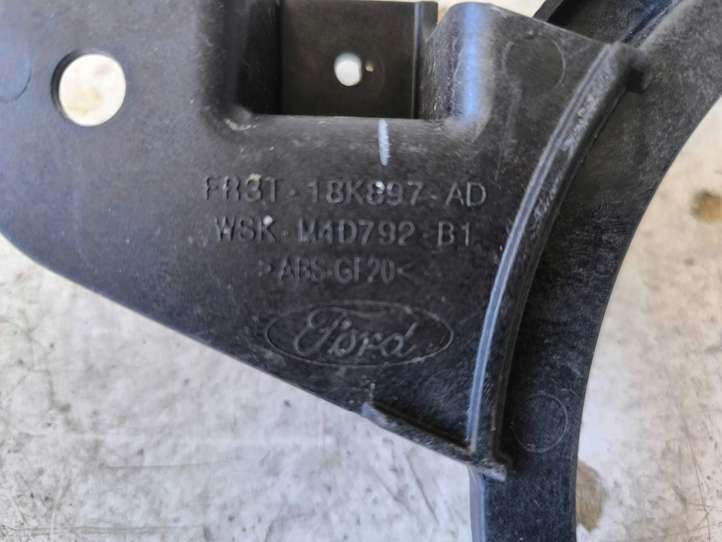 FR3T-18K897-AD
WSK-M4D792-B1
>ABS-GF20<
Ford